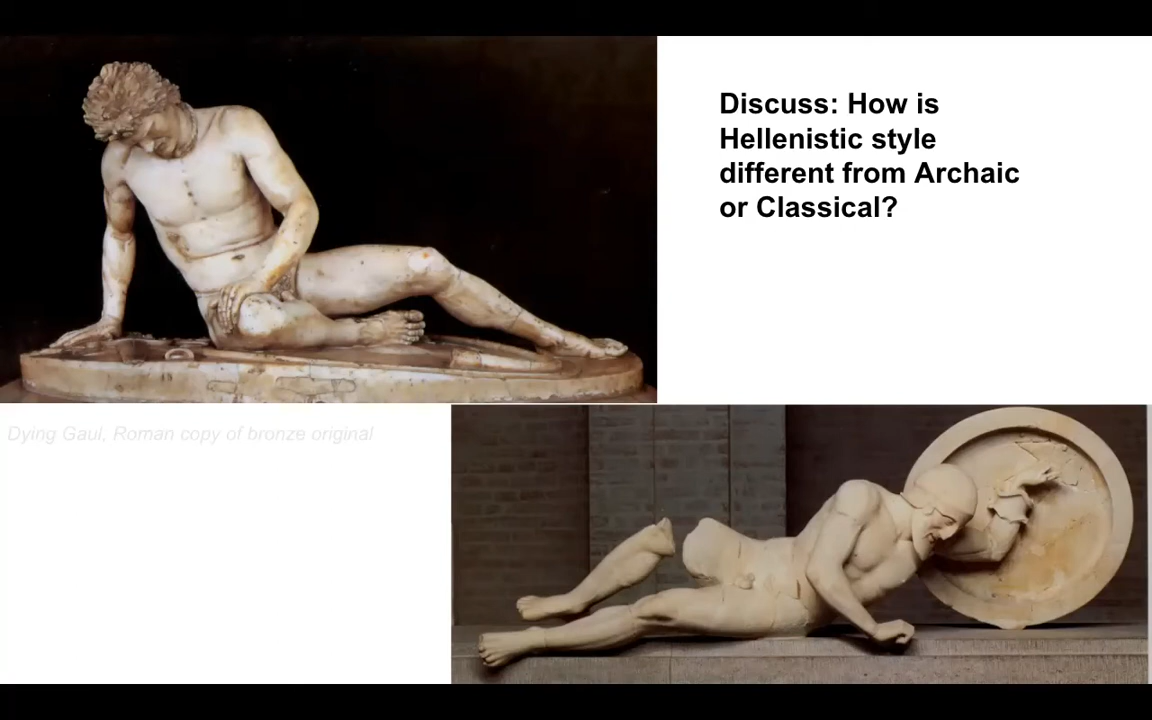 Discuss: How is
Hellenistic style
different from Archaic
or Classical?
Dying Gaul, Roman copy of bronze original